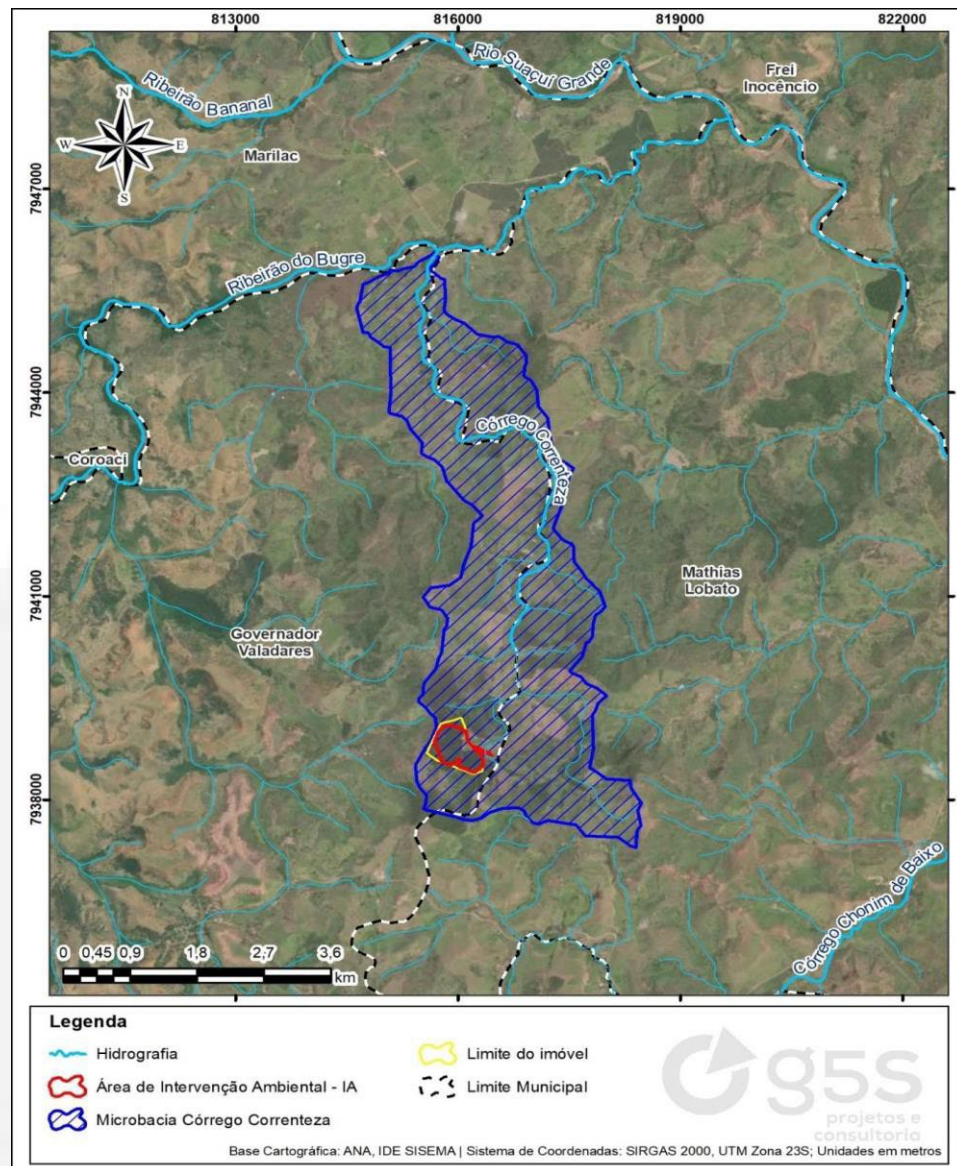 813000 816000 819000 822000
Rio Suaçuí Grande
Frei
Inocêncio
Ribeirão Bananal
N
W E
S
Marilac
7947000
Ribeirão do Bugre
7944000
Córrego Correnteza
Coroaci
7941000
Mathias
Lobato
Governador
Valadares
7938000
Córrego Chonim de Baixo
0 0,45 0,9 1,8 2,7 3,6
km
813000 816000 819000 822000
Legenda
Hidrografia
Limite do imóvel
Área de Intervenção Ambiental - IA
Limite Municipal
Microbacia Córrego Correnteza
g5s
projetos e
consultoria
Base Cartográfica: ANA, IDE SISEMA | Sistema de Coordenadas: SIRGAS 2000, UTM Zona 23S; Unidades em metros